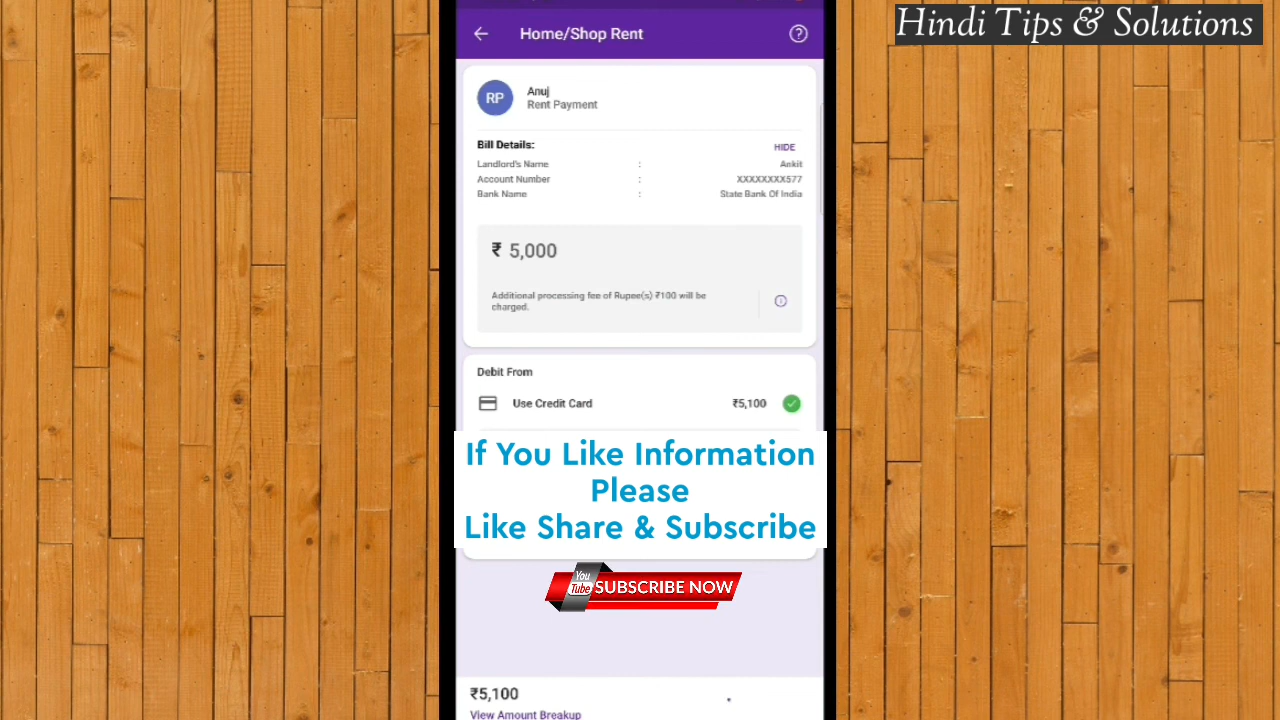 Hindi Tips & Solutions
Home/Shop Rent
RP
Anuj
Rent Payment
Bill Details:
HIDE
Landlord's Name : Ankit
Account Number : XXXXXXXX577
Bank Name : State Bank Of India
₹ 5,000
Additional processing fee of Rupee(s) ₹100 will be
charged.
Debit From
Use Credit Card ₹5,100
If You Like Information
Please
Like Share & Subscribe
You
Tube
SUBSCRIBE NOW
₹5,100
View Amount Breakup